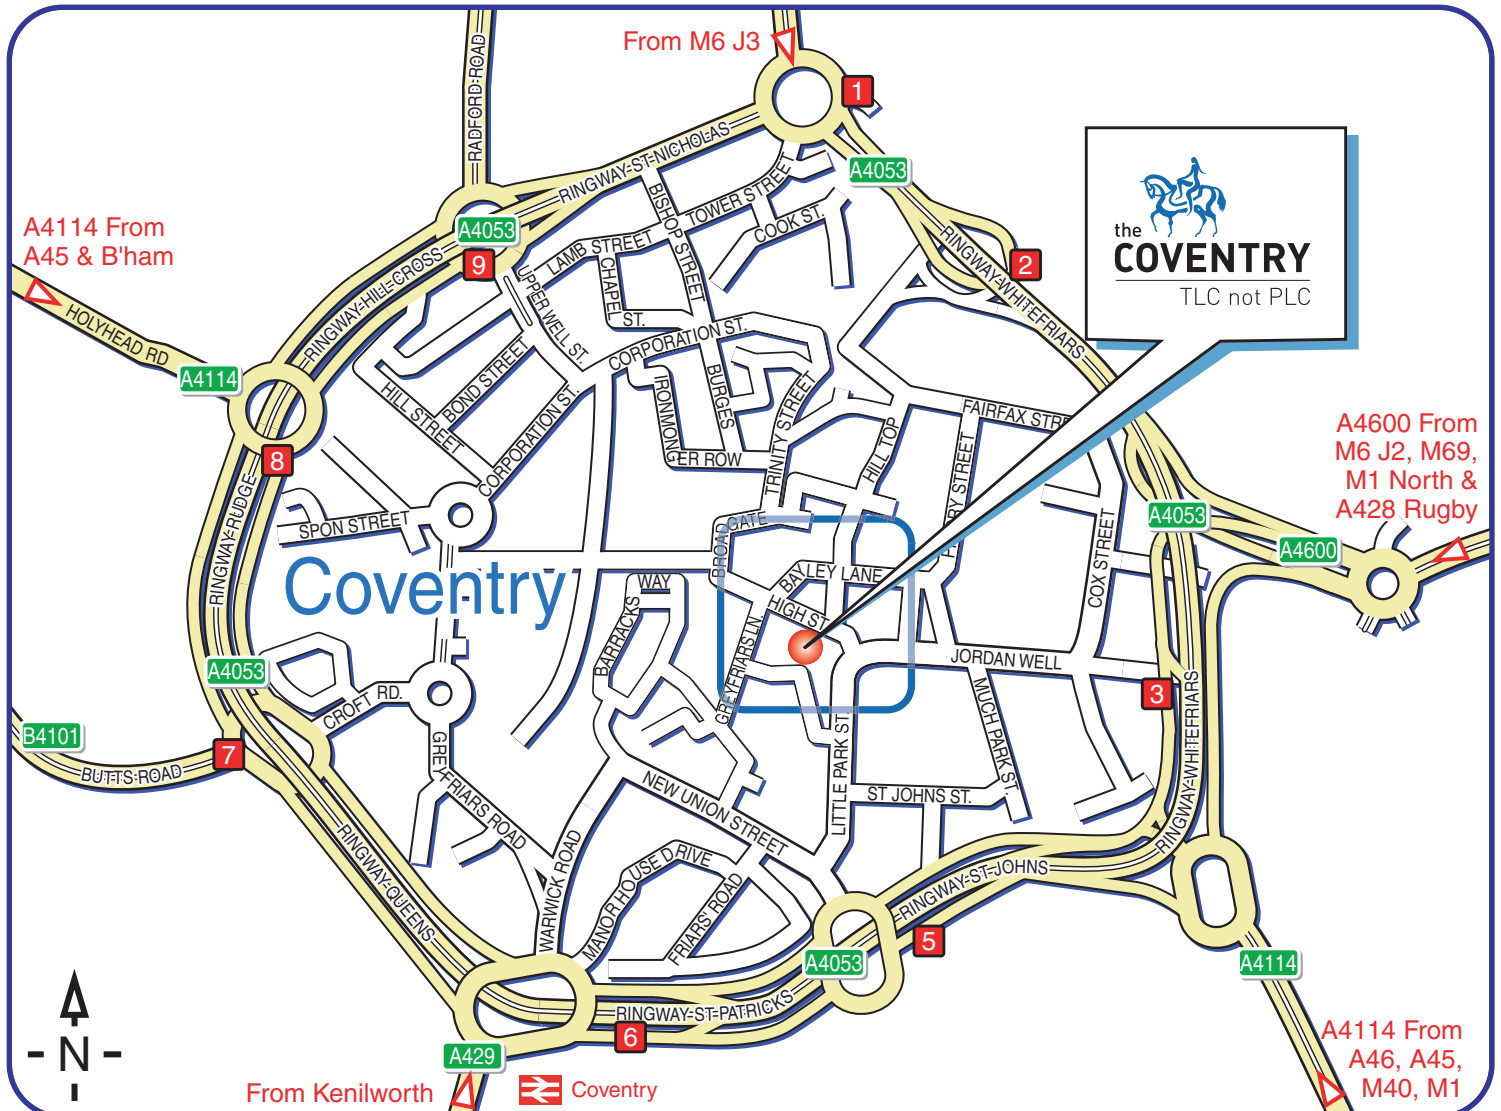 From M6 J3
1
RADFORD ROAD
RINGWAY ST NICHOLAS
A4053
A4053
9
2
the
COVENTRY
TLC not PLC
A4114 From
A45 & B'ham
HOLYHEAD RD
A4114
RINGWAY HILL CROSS
BISHOP STREET
TOWER STREET
COOK ST.
LAMB STREET
CHAPEL
ST.
UPPER WELL ST.
RINGWAY WHITEFRIARS
CORPORATION ST.
BURGES
IRONMONG
ER ROW
BOND STREET
HILL STREET
CORPORATION ST.
TRINITY STREET
HILL TOP
FAIRFAX STRE
A4600 From
M6 J2, M69,
M1 North &
A428 Rugby
8
RINGWAY RUDGE
SPON STREET
BROAD
GATE
RY STREET
COX STREET
A4053
A4600
Coventry
WAY
BARRACKS
BAYLEY LANE
HIGH ST.
GREYFRIARS LN.
JORDAN WELL
3
A4053
CROFT RD.
B4101
BUTTS ROAD
7
GREYFRIARS ROAD
MUCH PARK ST.
LITTLE PARK ST.
ST JOHNS ST.
NEW UNION STREET
RINGWAY WHITEFRIARS
RINGWAY QUEENS
WARWICK ROAD
MANOR HOUSE DRIVE
FRIARS' ROAD
RINGWAY ST JOHNS
5
A4053
A4114
RINGWAY ST PATRICKS
6
A429
N
From Kenilworth
Coventry
A4114 From
A46, A45,
M40, M1